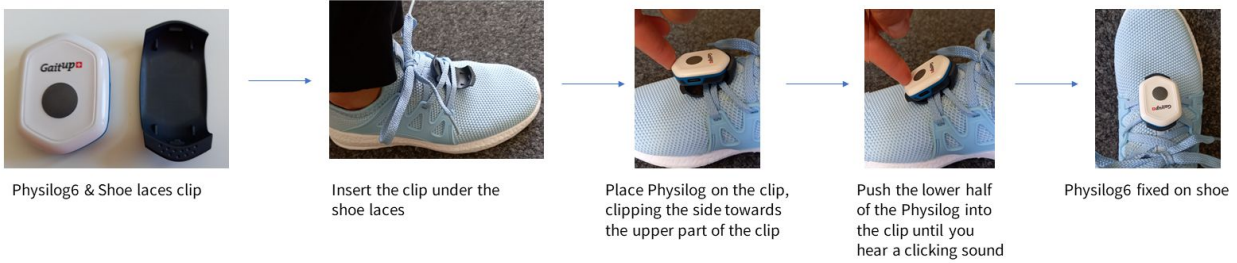 Gaitup
Physilog6 & Shoe laces clip
Insert the clip under the
shoe laces
Place Physilog on the clip,
clipping the side towards
the upper part of the clip
Push the lower half
of the Physilog into
the clip until you
hear a clicking sound
Gaitup
Physilog6 fixed on shoe